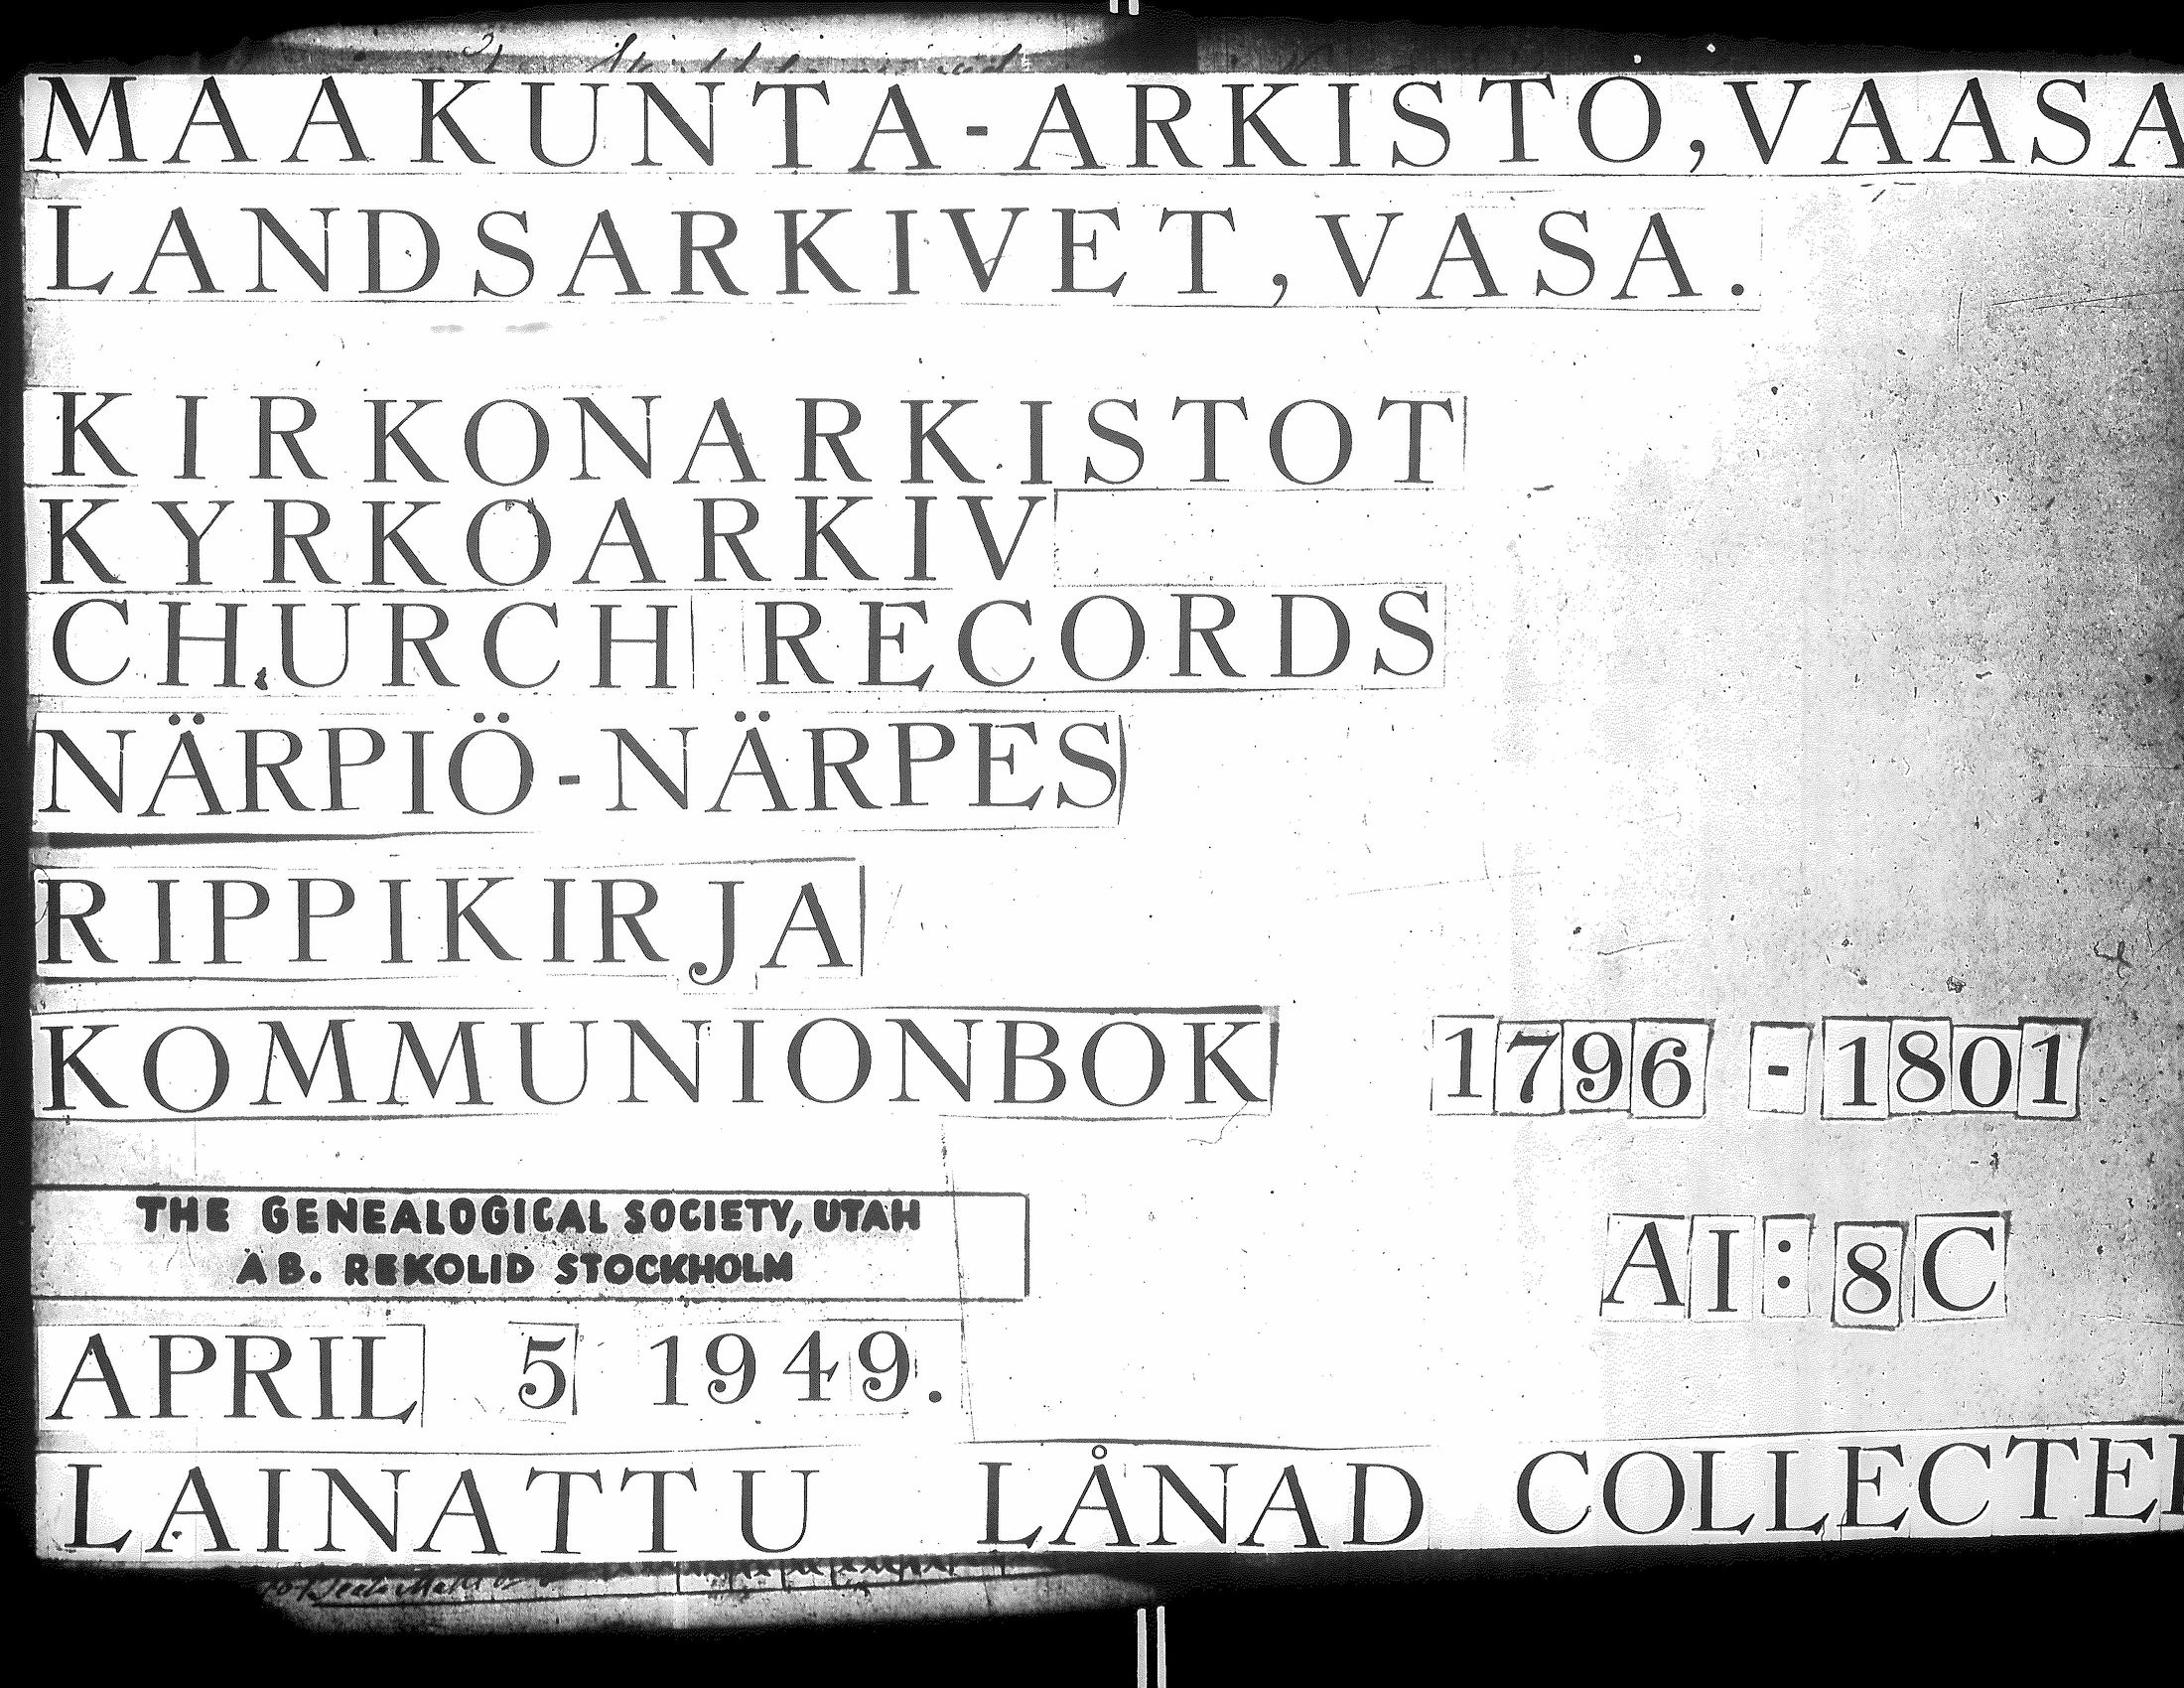 MAAKUNTA-ARKISTO, VAASA
LANDSARKIVET, VASA.
KIRKONARKISTOT
KYRKOARKIV
CHURCH RECORDS
NÄRPIÖ-NÄRPES
RIPPIKIRJA
KOMMUNIONBOK 1796 - 1801
THE GENEALOGICAL SOCIETY, UTAH
AB. REKOLID STOCKHOLM
AI:8C
APRIL 5 1949.
LAINATTU LÅNAD COLLECTE